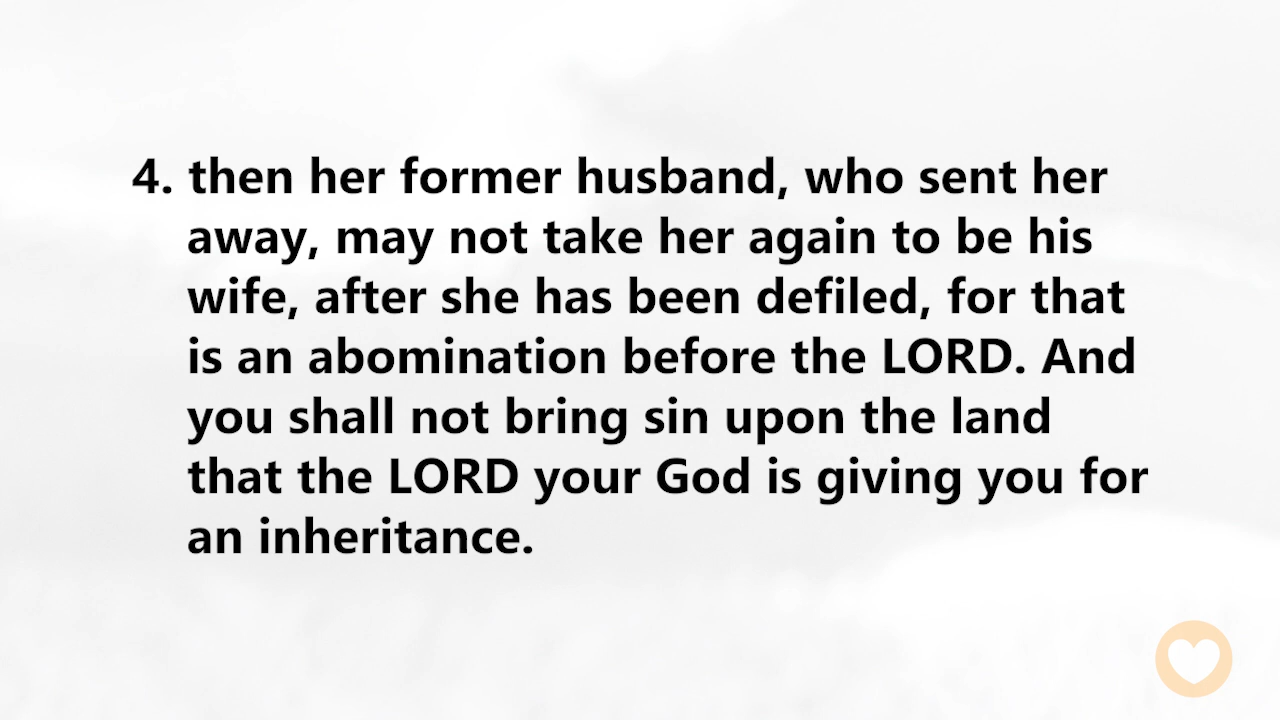 4. then her former husband, who sent her
away, may not take her again to be his
wife, after she has been defiled, for that
is an abomination before the LORD. And
you shall not bring sin upon the land
that the LORD your God is giving you for
an inheritance.